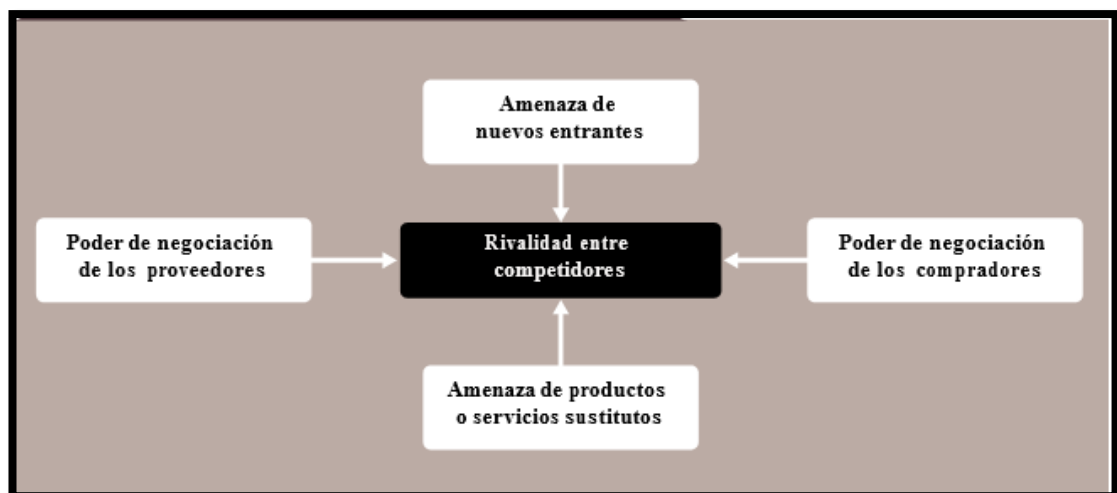 Amenaza de
nuevos entrantes
Poder de negociación
de los proveedores
Rivalidad entre
competidores
Poder de negociación
de los compradores
Amenaza de productos
o servicios sustitutos